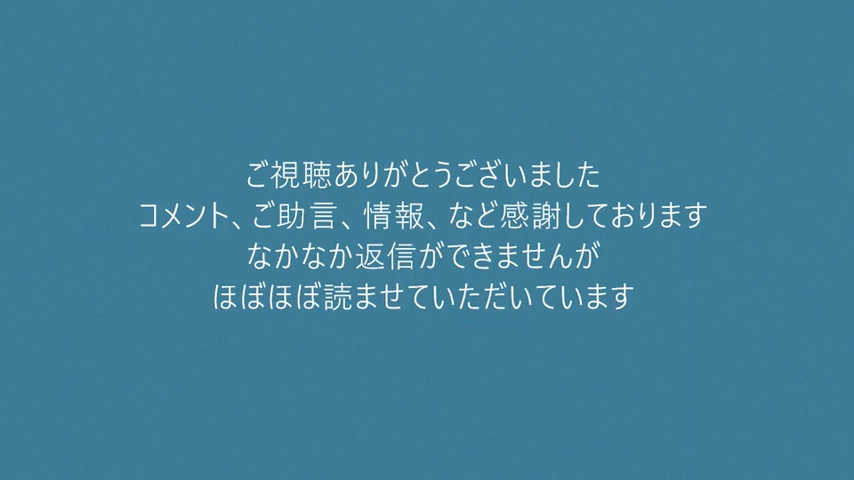 ご視聴ありがとうございました
コメント、ご助言、情報、など感謝しております
なかなか返信ができませんが
ほぼほぼ読ませていただいています